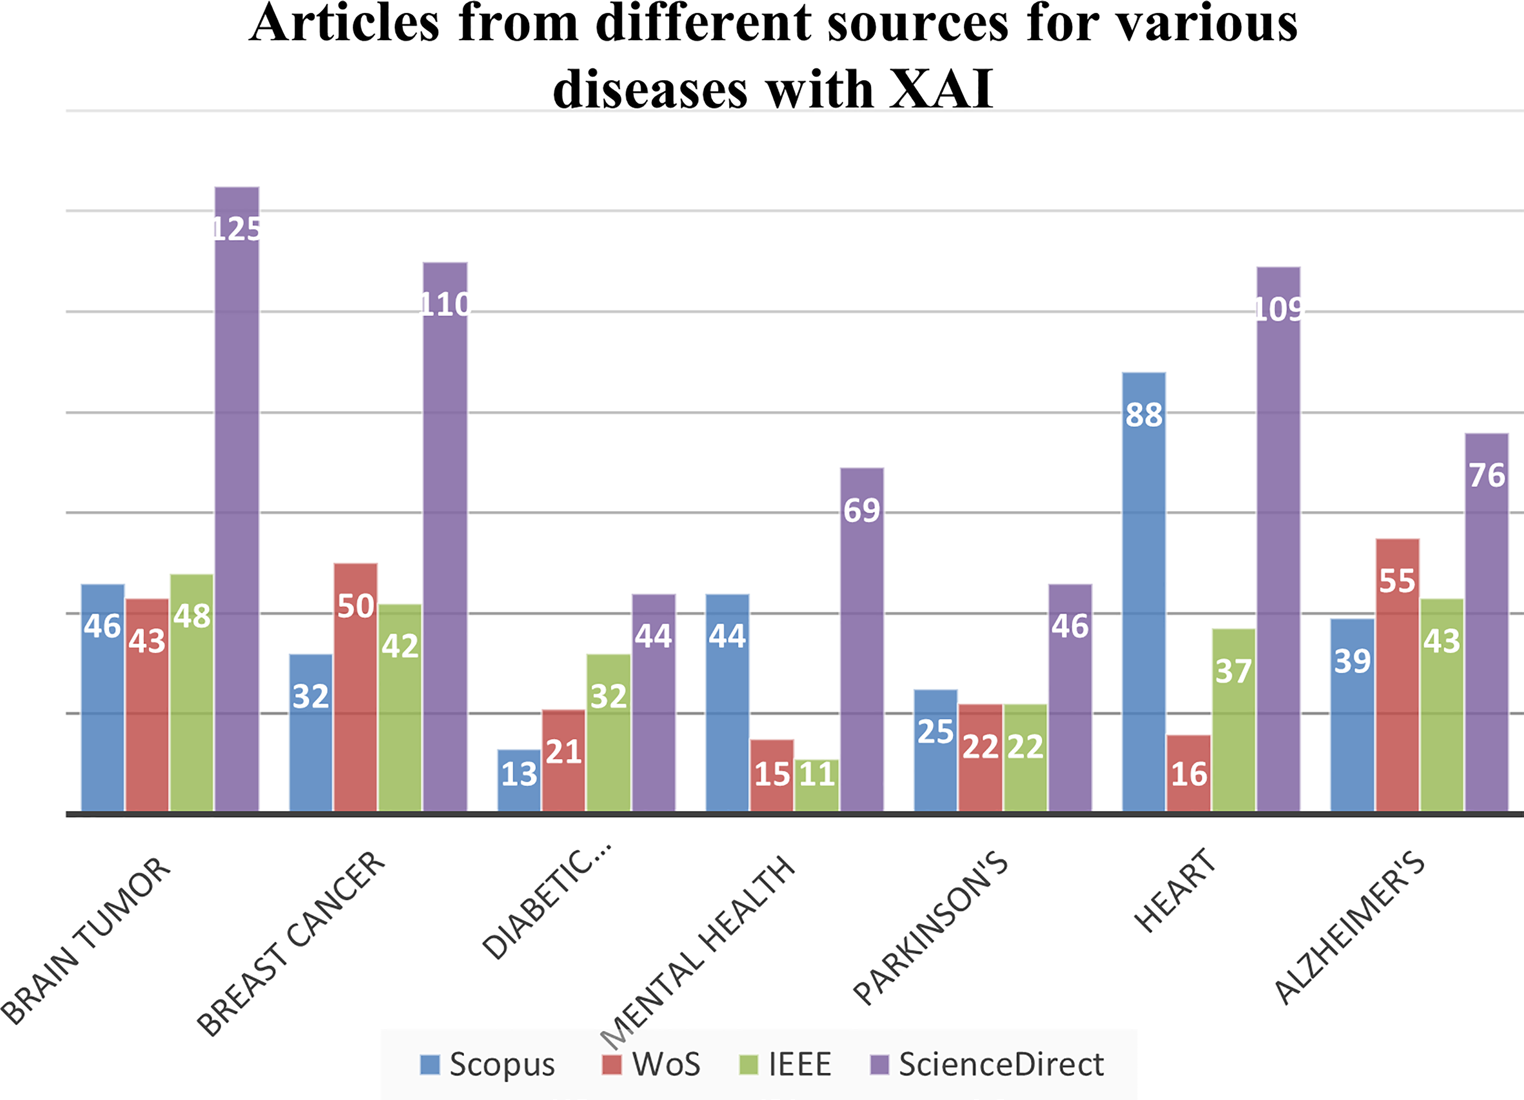 Articles from different sources for various
diseases with XAI
125
110
109
88
76
69
55
50
48
46
46
43
44
44
43
42
39
37
32
32
25
22
22
21
16
15
13
11
BRAIN TUMOR
BREAST CANCER
DIABETIC...
MENTAL HEALTH
PARKINSON'S
HEART
ALZHEIMER'S
Scopus
WoS
IEEE
ScienceDirect